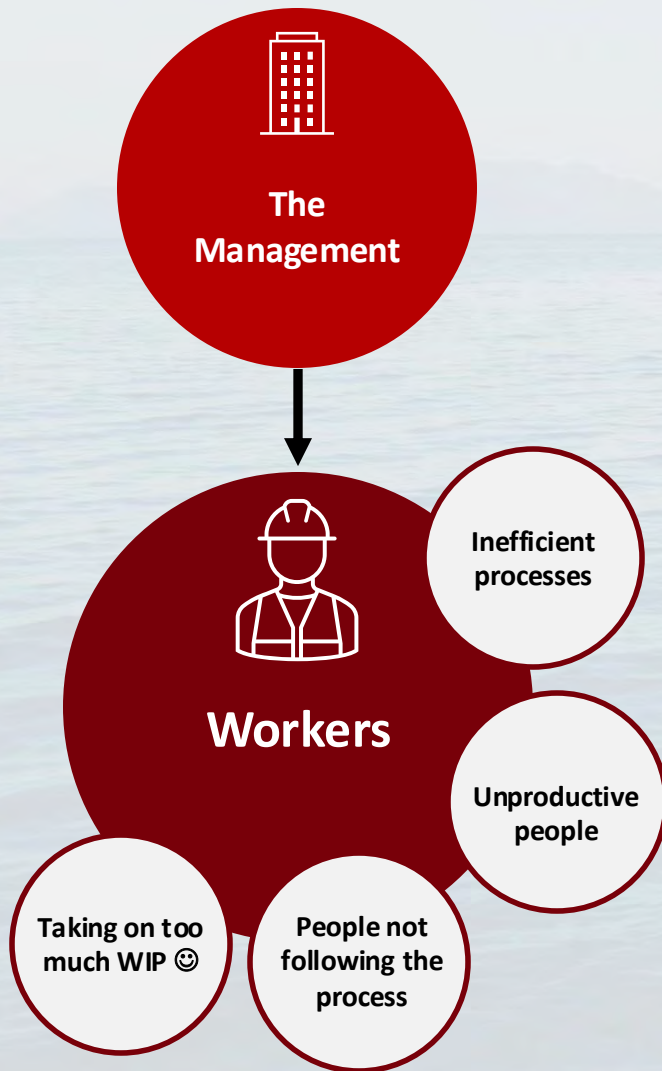 The
Management
Workers
Inefficient
processes
Unproductive
people
People not
following the
process
Taking on too
much WIP ☺